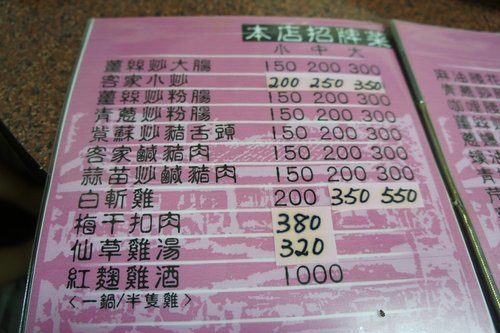 本店招牌菜
小 中 大
薑絲炒大腸 150 200 300
客家小炒 200 250 350
薑絲炒粉腸 150 200 300
青蔥炒粉腸 150 200 300
紫蘇炒豬舌頭 150 200 300
客家鹹豬肉 150 200 300
蒜苗炒鹹豬肉 150 200 300
白斬雞 200 350 550
梅干扣肉 380
仙草雞湯 320
紅麴雞酒 1000
<一鍋/半隻雞>
麻油